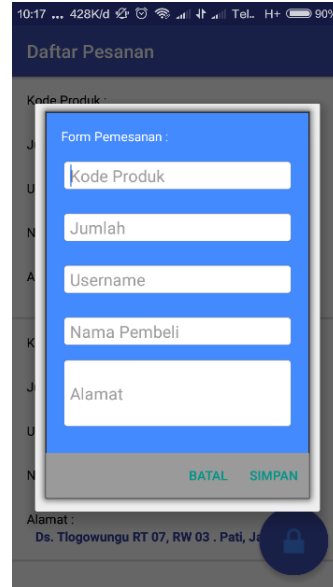 10:17 ... 428K/d Tel.. H+ 90%
Daftar Pesanan
Kode Produk :
Form Pemesanan :
Kode Produk
Jumlah
Username
Nama Pembeli
Alamat
BATAL SIMPAN
Alamat :
Ds. Tlogowungu RT 07, RW 03 . Pati,